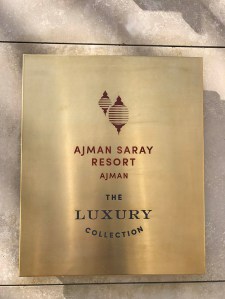 AJMAN SARAY
RESORT
AJMAN
THE
LUXURY
COLLECTION